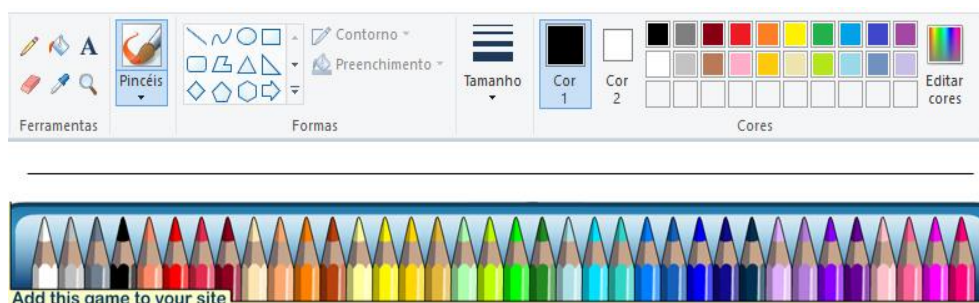 A
Pincéis
Contorno
Preenchimento
Tamanho
Cor
1
Cor
2
Editar
cores
Ferramentas
Formas
Cores
Add this game to your site